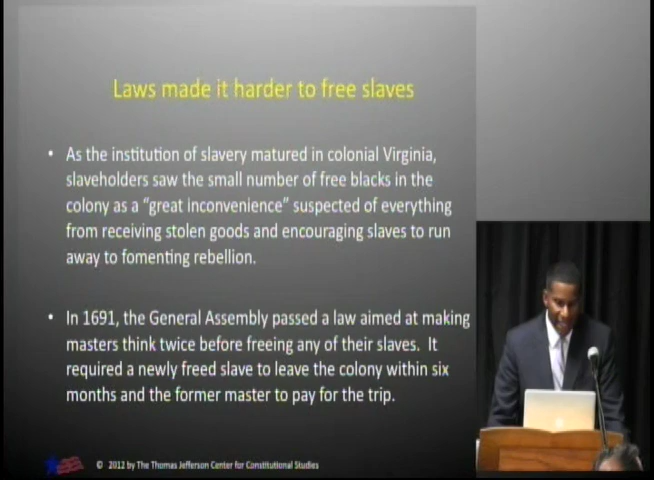 Laws made it harder to free slaves
• As the institution of slavery matured in colonial Virginia,
slaveholders saw the small number of free blacks in the
colony as a “great inconvenience” suspected of everything
from receiving stolen goods and encouraging slaves to run
away to fomenting rebellion.
• In 1691, the General Assembly passed a law aimed at making
masters think twice before freeing any of their slaves. It
required a newly freed slave to leave the colony within six
months and the former master to pay for the trip.
© 2012 by The Thomas Jefferson Center for Constitutional Studies